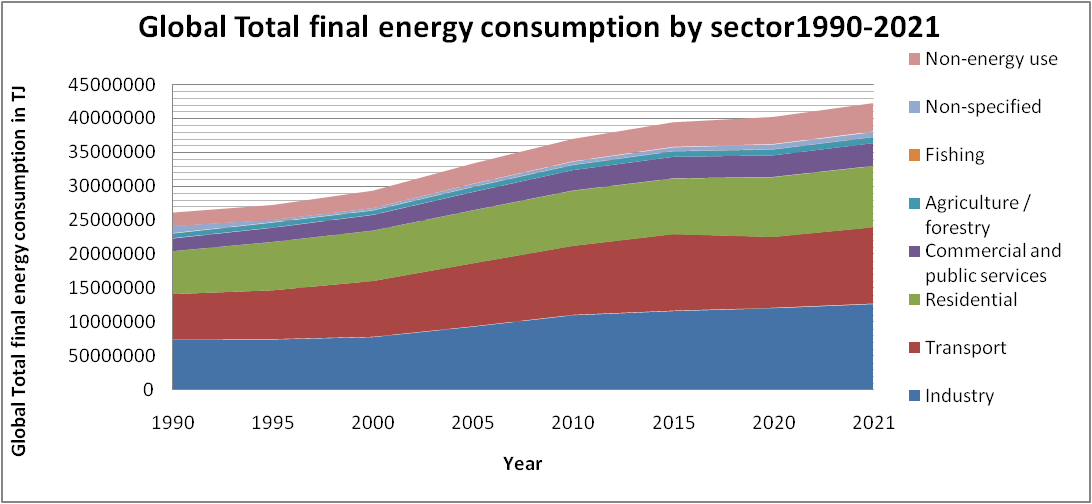 Global Total final energy consumption by sector1990-2021
Global Total final energy consumption in TJ
45000000
40000000
35000000
30000000
25000000
20000000
15000000
10000000
50000000
0
1990 1995 2000 2005 2010 2015 2020 2021
Year
Non-energy use
Non-specified
Fishing
Agriculture /
forestry
Commercial and
public services
Residential
Transport
Industry